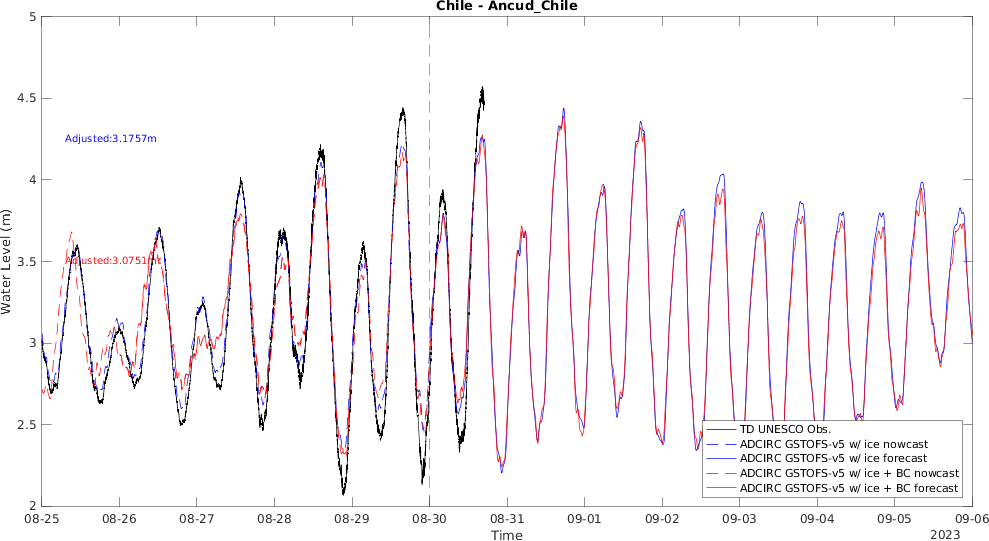 Chile - Ancud_Chile
5
4.5
4
3.5
3
2.5
2
Water Level (m)
Adjusted:3.1757m
Adjusted:3.0751m
TD UNESCO Obs.
ADCIRC GSTOFS-v5 w/ ice nowcast
ADCIRC GSTOFS-v5 w/ ice forecast
ADCIRC GSTOFS-v5 w/ ice + BC nowcast
ADCIRC GSTOFS-v5 w/ ice + BC forecast
08-25 08-26 08-27 08-28 08-29 08-30 08-31 09-01 09-02 09-03 09-04 09-05 09-06
Time
2023